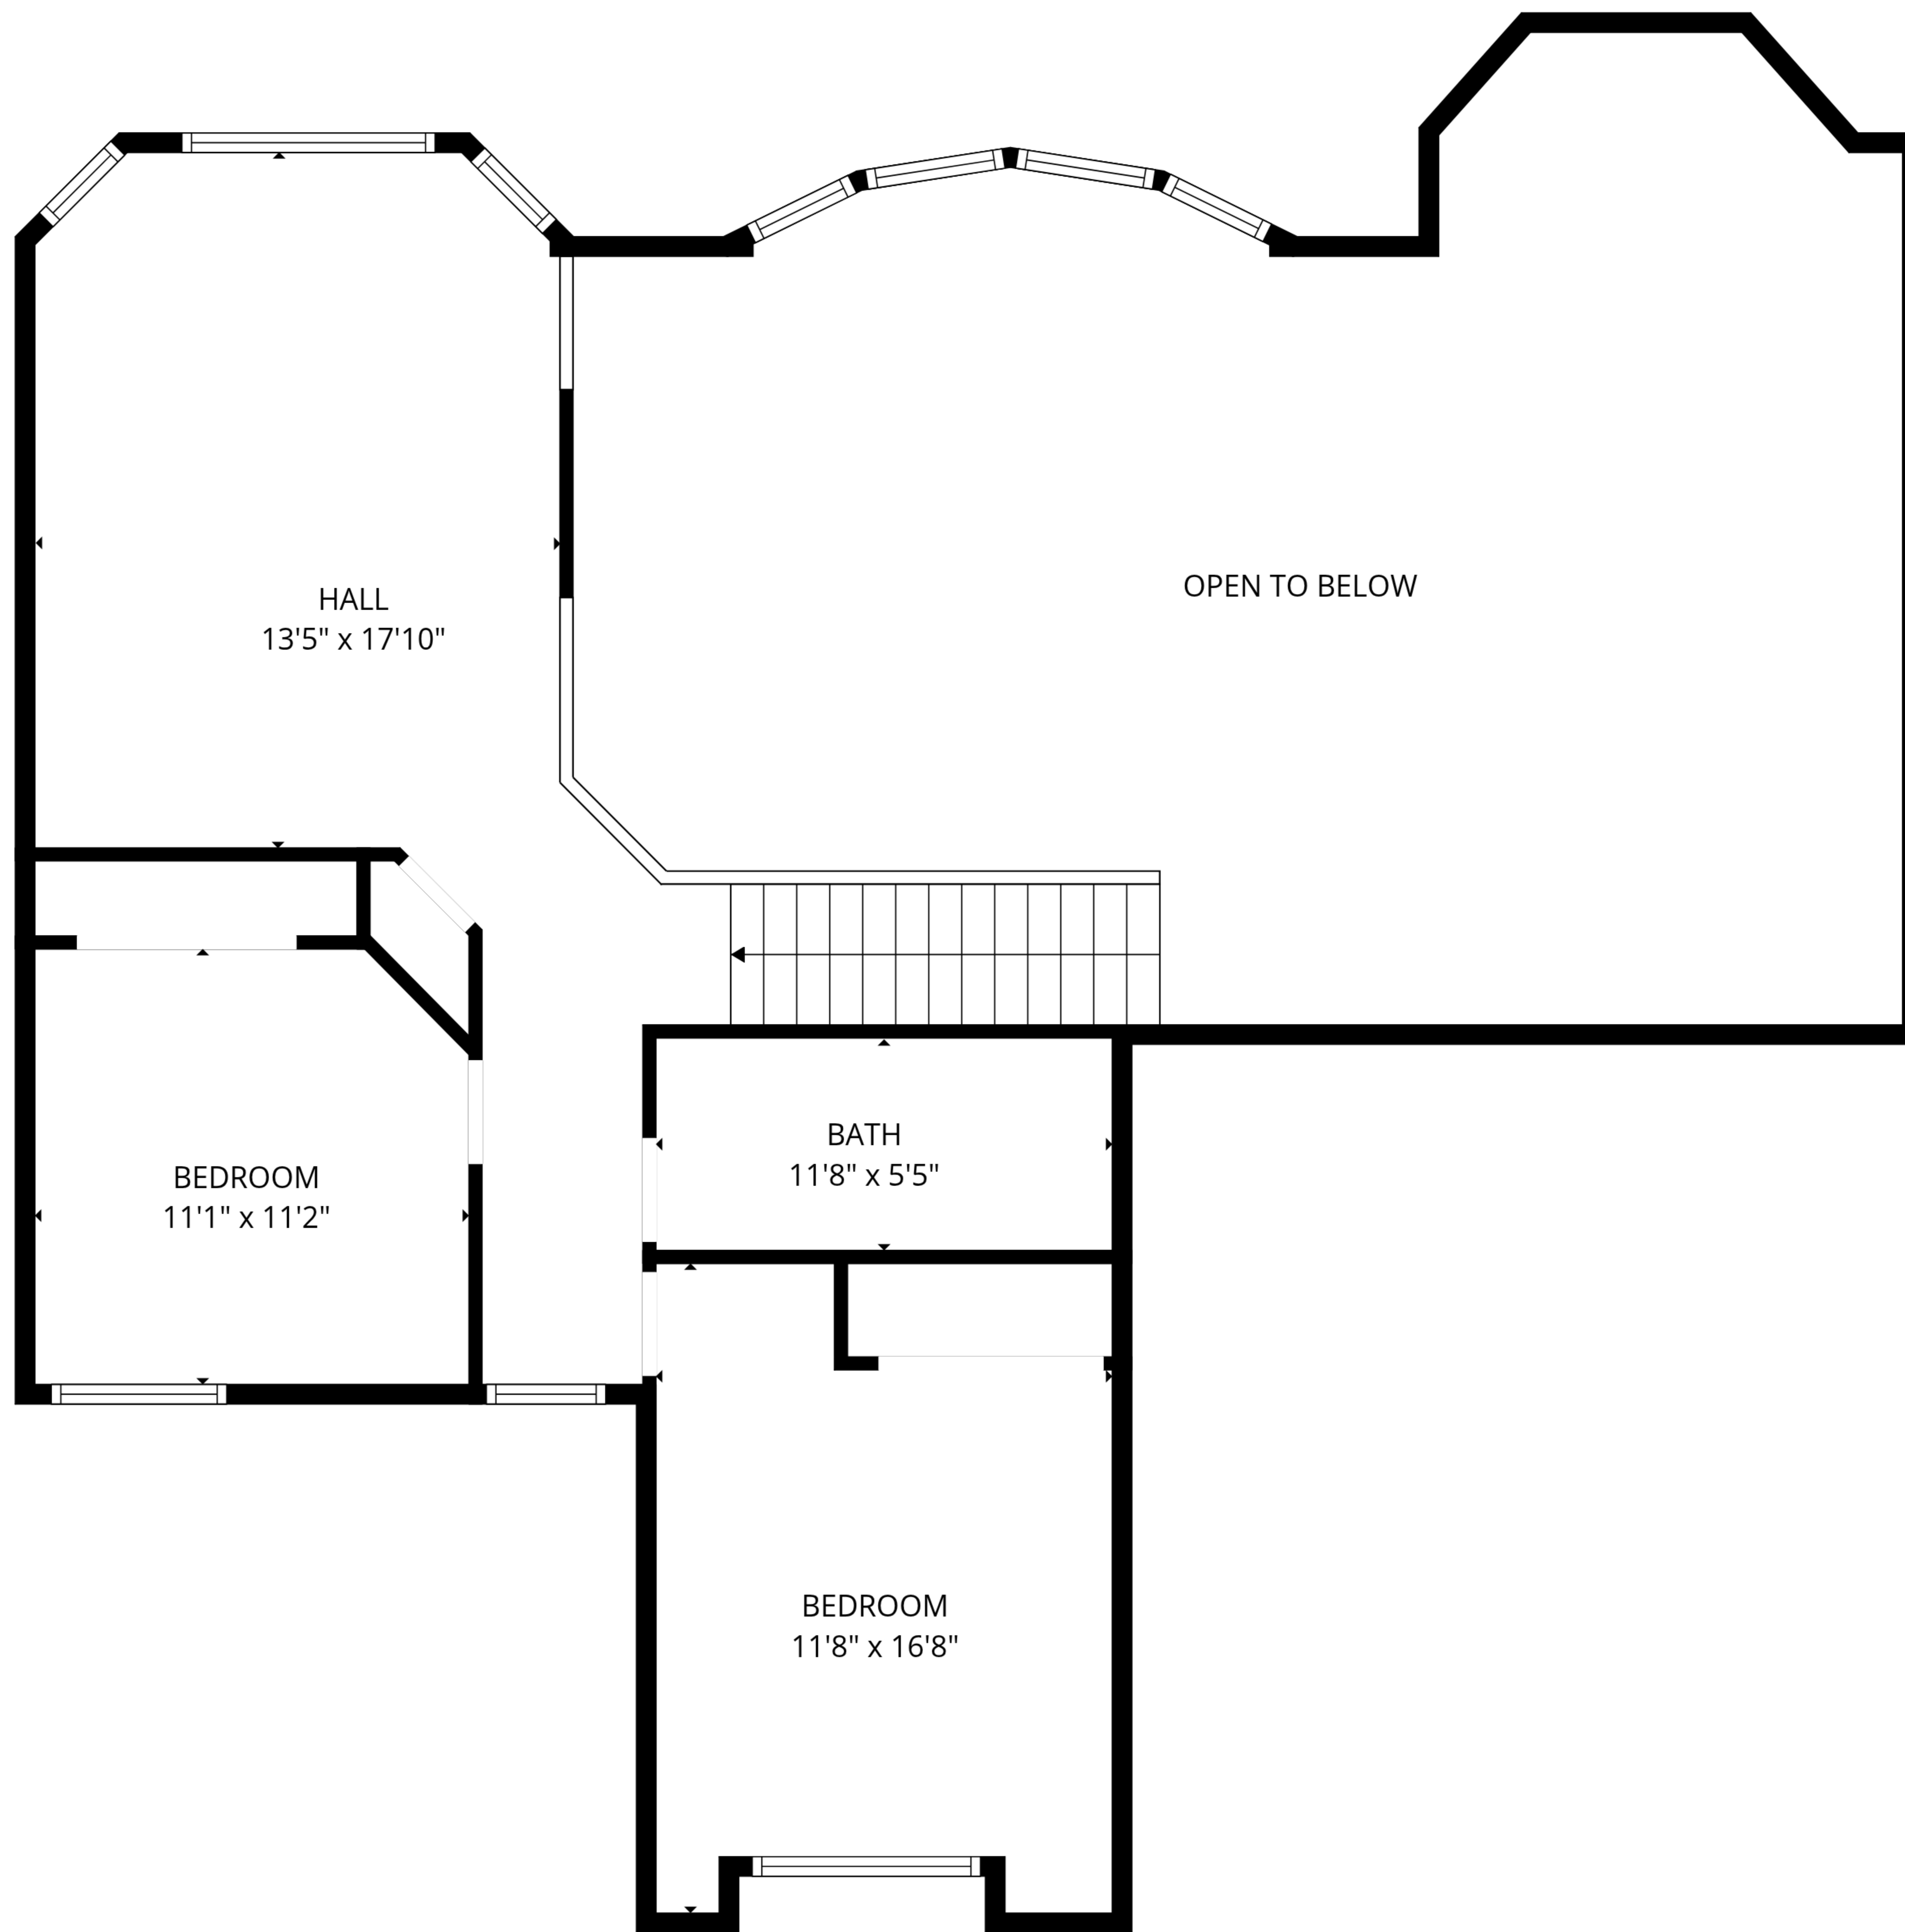 OPEN TO BELOW
HALL
13'5" x 17'10"
BATH
11'8" x 5'5"
BEDROOM
11'1" x 11'2"
BEDROOM
11'8" x 16'8"